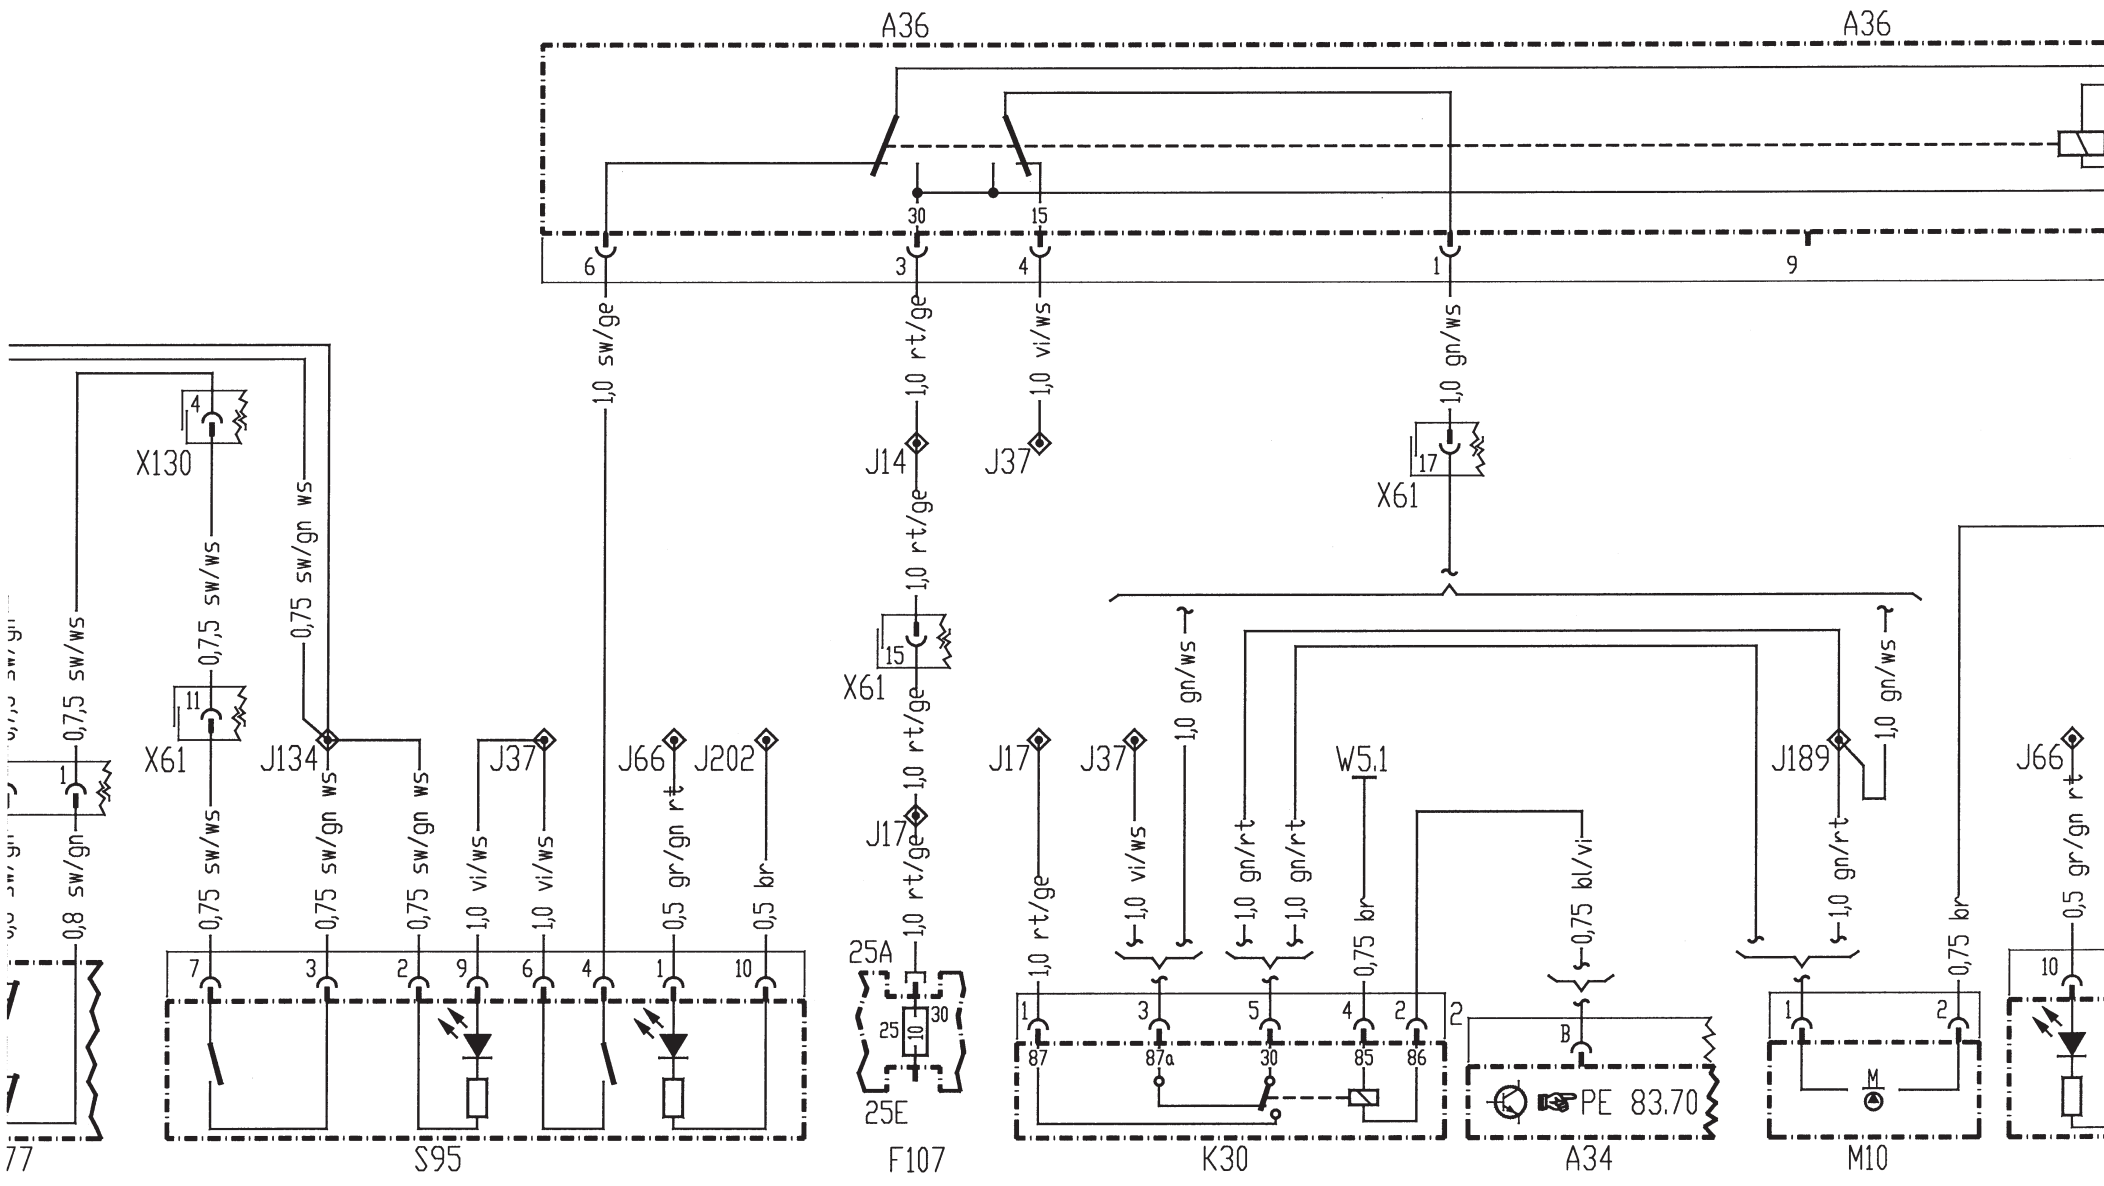 A36
A36
30
15
6
3
4
1
9
1,0 sw/ge
1,0 rt/ge
1,0 vi/ws
1,0 gn/ws
4
X130
J14
J37
17
X61
0,75 sw/gn ws
1,0 rt/ge
0,7,5 sw/ws
0,7,5 sw/ws
15
X61
1,0 gn/ws
1,0 gn/ws
11
X61
J134
J37
J66
J202
1,0 rt/ge
J17
J37
W5.1
J189
J66
1
J17
0,8 sw/gn
0,75 sw/ws
0,75 sw/gn ws
0,75 sw/gn ws
1,0 vi/ws
1,0 vi/ws
0,5 gr/gn rt
0,5 br
1,0 rt/ge
1,0 rt/ge
1,0 vi/ws
1,0 gn/rt
1,0 gn/rt
0,75 br
0,75 bl/vi
1,0 gn/rt
0,75 br
0,5 gr/gn rt
7
3
2
9
6
4
1
10
25A
10
1
3
5
4
2
2
B
1
2
25
10
30
87
87a
30
85
86
M
PE 83.70
25E
77
S95
F107
K30
A34
M10